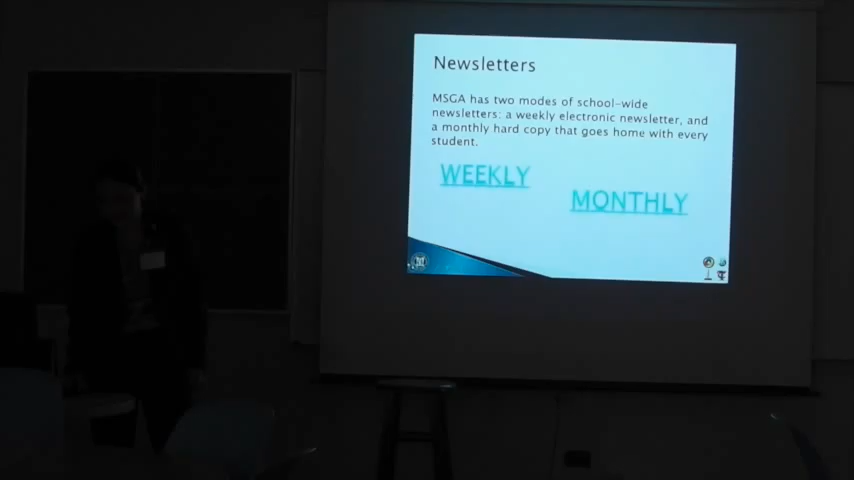 Newsletters
MSGA has two modes of school-wide
newsletters: a weekly electronic newsletter, and
a monthly hard copy that goes home with every
student.
WEEKLY
MONTHLY